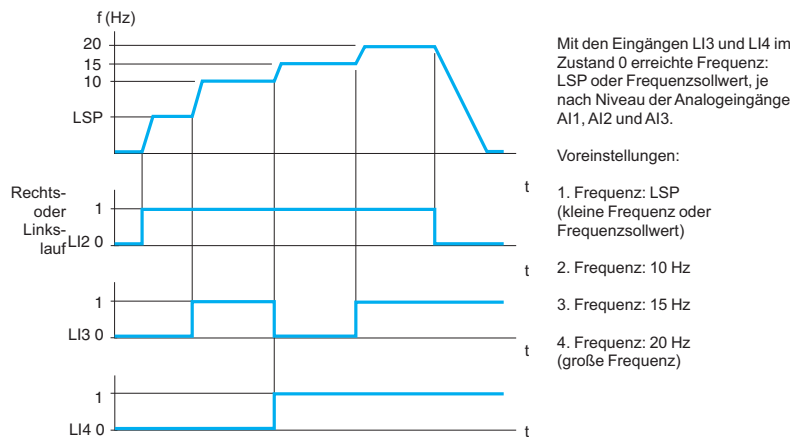 f (Hz)
20
15
10
LSP
t
Rechts-
oder
Links-
lauf
1
LI2 0
t
1
LI3 0
t
1
LI4 0
t
Mit den Eingängen LI3 und LI4 im
Zustand 0 erreichte Frequenz:
LSP oder Frequenzsollwert, je
nach Niveau der Analogeingänge
AI1, AI2 und AI3.
Voreinstellungen:
1. Frequenz: LSP
(kleine Frequenz oder
Frequenzsollwert)
2. Frequenz: 10 Hz
3. Frequenz: 15 Hz
4. Frequenz: 20 Hz
(große Frequenz)